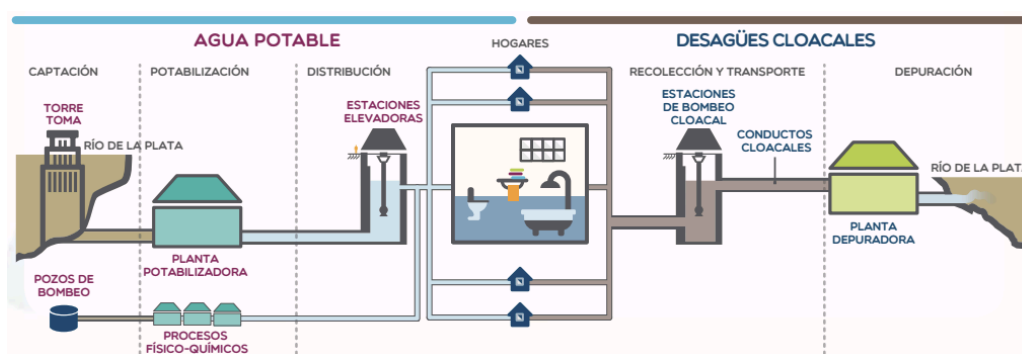 AGUA POTABLE
HOGARES
DESAGÜES CLOACALES
CAPTACIÓN
POTABILIZACIÓN
DISTRIBUCIÓN
RECOLECCIÓN Y TRANSPORTE
DEPURACIÓN
TORRE
TOMA
RÍO DE LA PLATA
ESTACIONES
ELEVADORAS
ESTACIONES
DE BOMBEO
CLOACAL
CONDUCTOS
CLOACALES
RÍO DE LA PLATA
PLANTA
POTABILIZADORA
PLANTA
DEPURADORA
POZOS DE
BOMBEO
PROCESOS
FÍSICO-QUÍMICOS